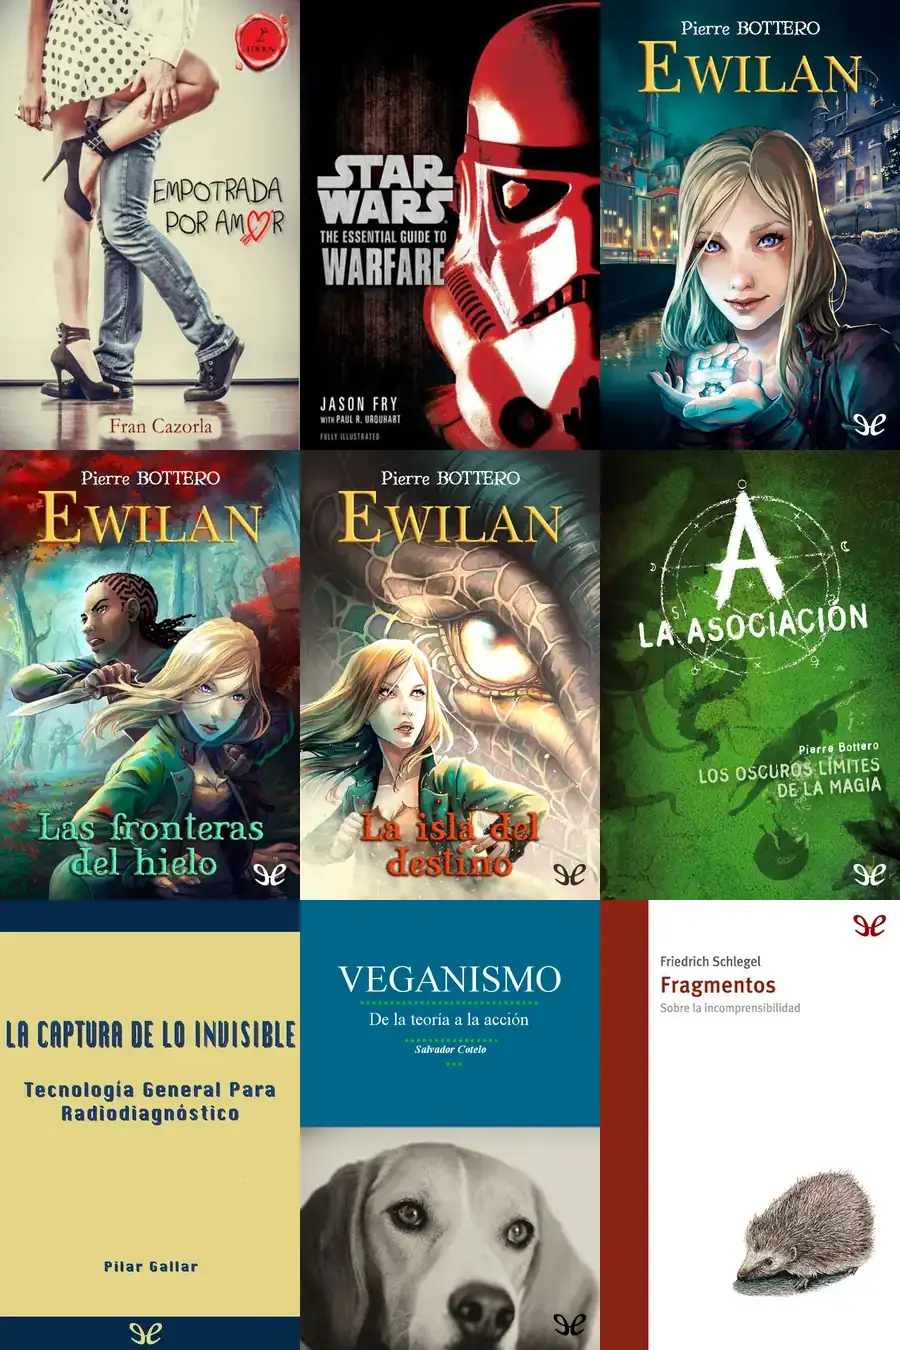 2ª
EDICIÓN
EMPOTRADA
POR AMOR
Fran Cazorla
STAR
WARS
THE ESSENTIAL GUIDE TO
WARFARE
JASON FRY
WITH PAUL R. URQUHART
FULLY ILLUSTRATED
Pierre BOTTERO
EWILAN
Pierre BOTTERO
EWILAN
Las fronteras
del hielo
Pierre BOTTERO
EWILAN
La isla del
destino
A
LA ASOCIACIÓN
Pierre Bottero
LOS OSCUROS LÍMITES
DE LA MAGIA
LA CAPTURA DE LO INVISIBLE
Tecnología General Para
Radiodiagnóstico
Pilar Gallar
VEGANISMO
De la teoría a la acción
Salvador Cotelo
Friedrich Schlegel
Fragmentos
Sobre la incomprensibilidad